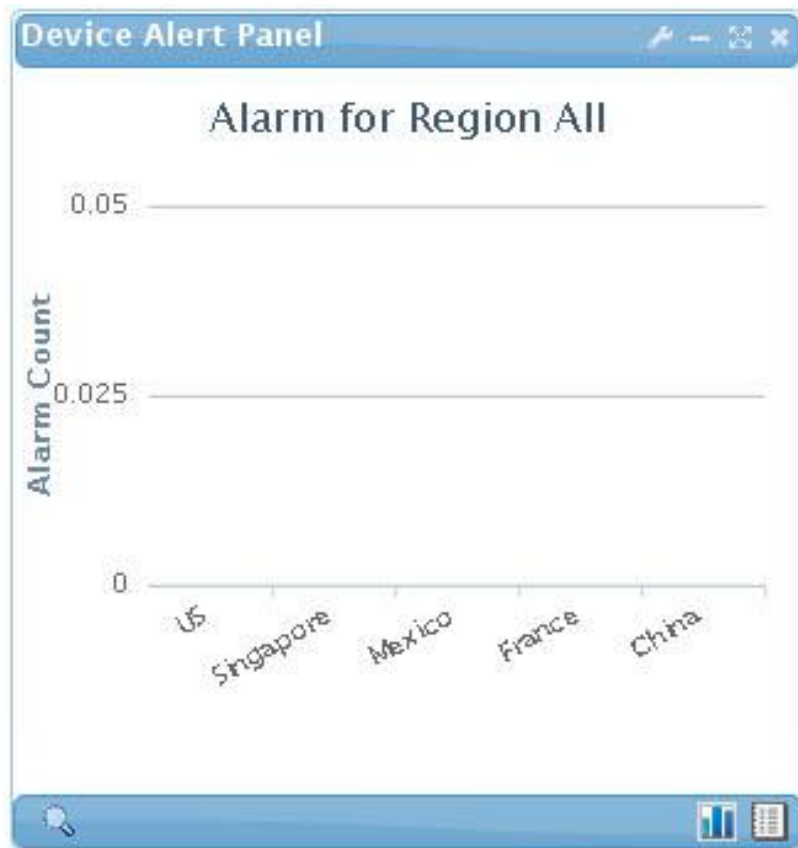 Device Alert Panel
Alarm for Region All
0.05
0.025
0
Alarm Count
US
Singapore
Mexico
France
China